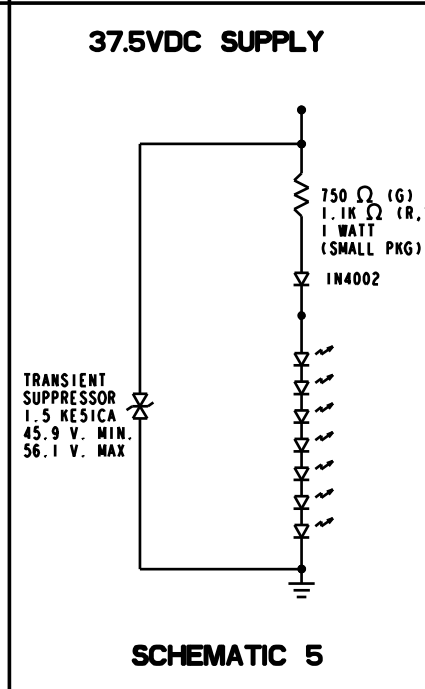 37.5VDC SUPPLY
750 Ω (G)
1.1K Ω (R,
1 WATT
(SMALL PKG)
1N4002
TRANSIENT
SUPPRESSOR
1.5 KE51CA
45.9 V. MIN.
56.1 V. MAX
SCHEMATIC 5